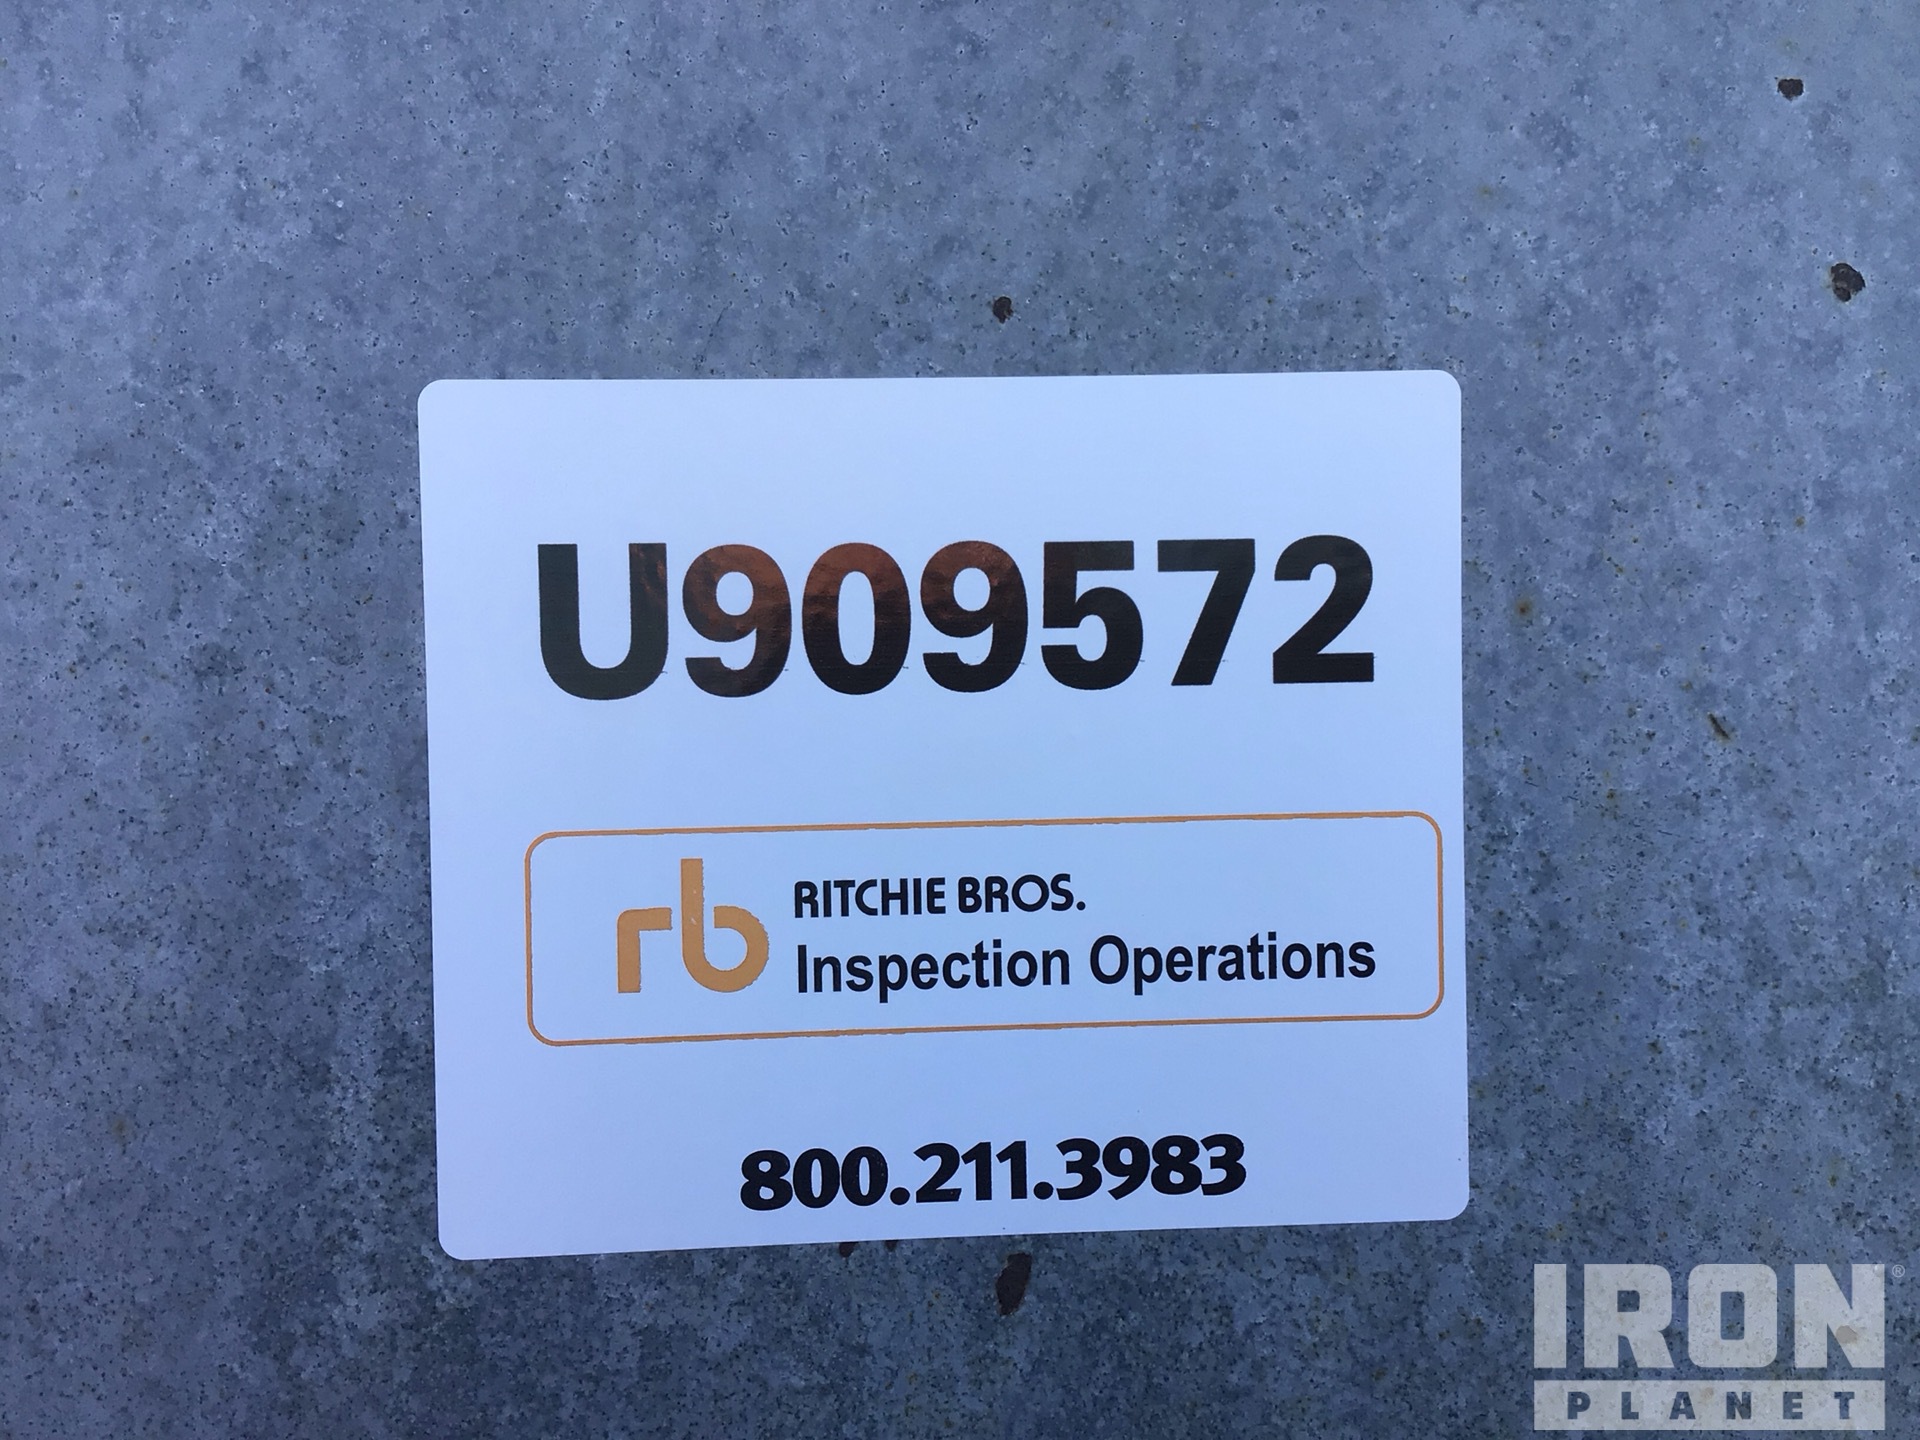 U909572
rb
RITCHIE BROS.
Inspection Operations
800.211.3983
IRON®
PLANET